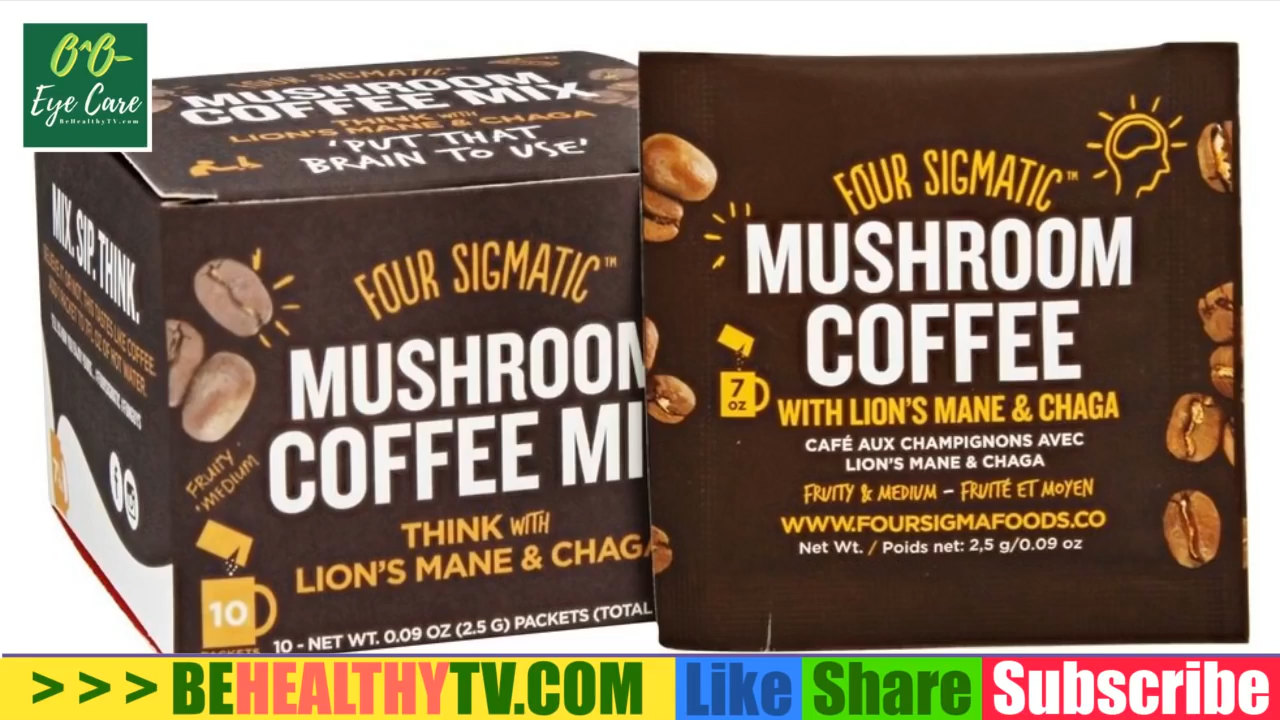 Eye Care
BeHealthyTV.com
FOUR SIGMATIC
MUSHROOM
COFFEE MIX
THINK WITH
LION'S MANE & CHAGA
'PUT THAT
BRAIN TO USE'
MIX. SIP. THINK.
FOUR SIGMATIC™
MUSHROOM
COFFEE MI
FRUITY
& MEDIUM
THINK WITH
LION'S MANE & CHAGA
10
PACKETS
10 - NET WT. 0.09 OZ (2.5 G) PACKETS (TOTAL
FOUR SIGMATIC™
MUSHROOM
COFFEE
7
OZ
WITH LION'S MANE & CHAGA
CAFÉ AUX CHAMPIGNONS AVEC
LION'S MANE & CHAGA
FRUITY & MEDIUM – FRUITÉ ET MOYEN
WWW.FOURSIGMAFOODS.CO
Net Wt. / Poids net: 2,5 g/0.09 oz
> > > BEHEALTHYTV.COM Like Share Subscribe